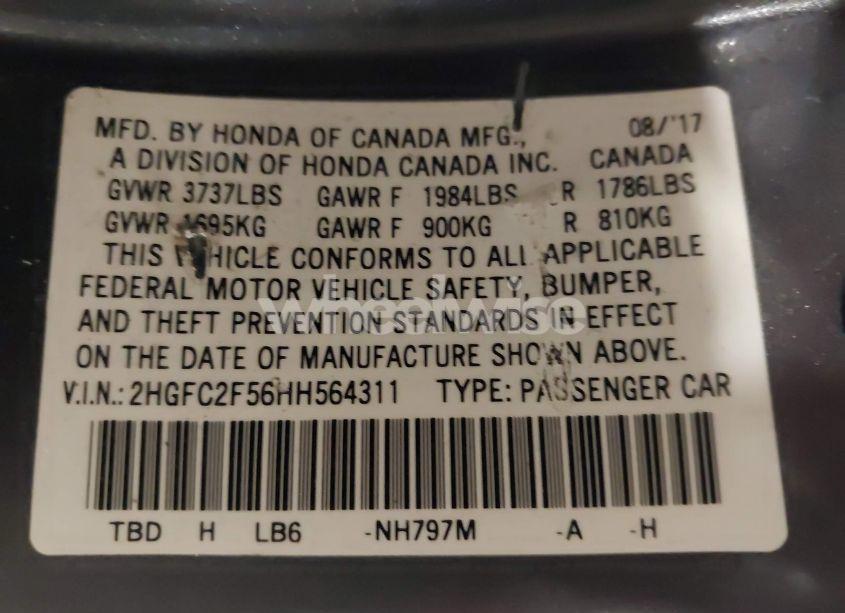 MFD. BY HONDA OF CANADA MFG., 08/'17
A DIVISION OF HONDA CANADA INC. CANADA
GVWR 3737LBS GAWR F 1984LBS R 1786LBS
GVWR 1695KG GAWR F 900KG R 810KG
THIS VEHICLE CONFORMS TO ALL APPLICABLE
FEDERAL MOTOR VEHICLE SAFETY, BUMPER,
AND THEFT PREVENTION STANDARDS IN EFFECT
ON THE DATE OF MANUFACTURE SHOWN ABOVE.
V.I.N.: 2HGFC2F56HH564311 TYPE: PASSENGER CAR
TBD H LB6 -NH797M -A -H